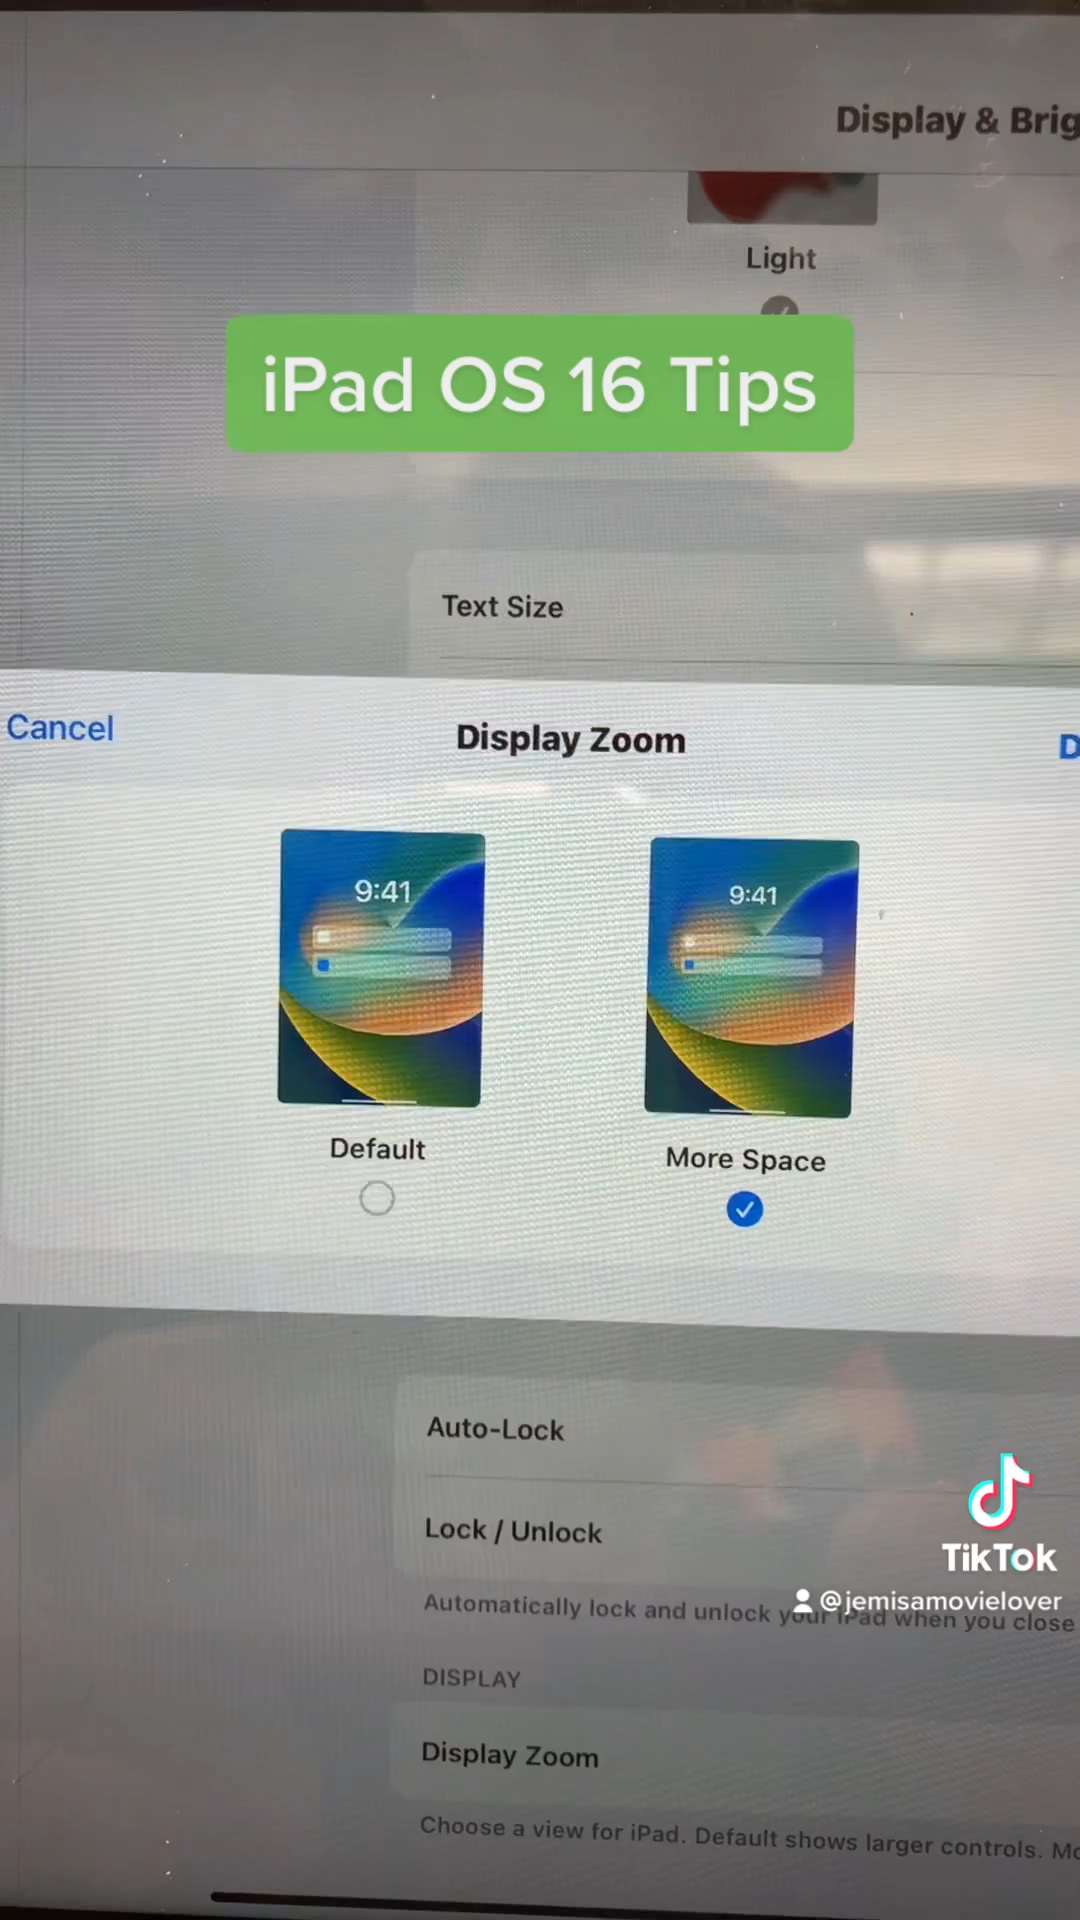 Display & Brig
Light
iPad OS 16 Tips
Text Size
Cancel
Display Zoom
D
9:41
9:41
Default
More Space
Auto-Lock
Lock / Unlock
TikTok
@jemisamovielover
Automatically lock and unlock your iPad when you close
DISPLAY
Display Zoom
Choose a view for iPad. Default shows larger controls. Mo